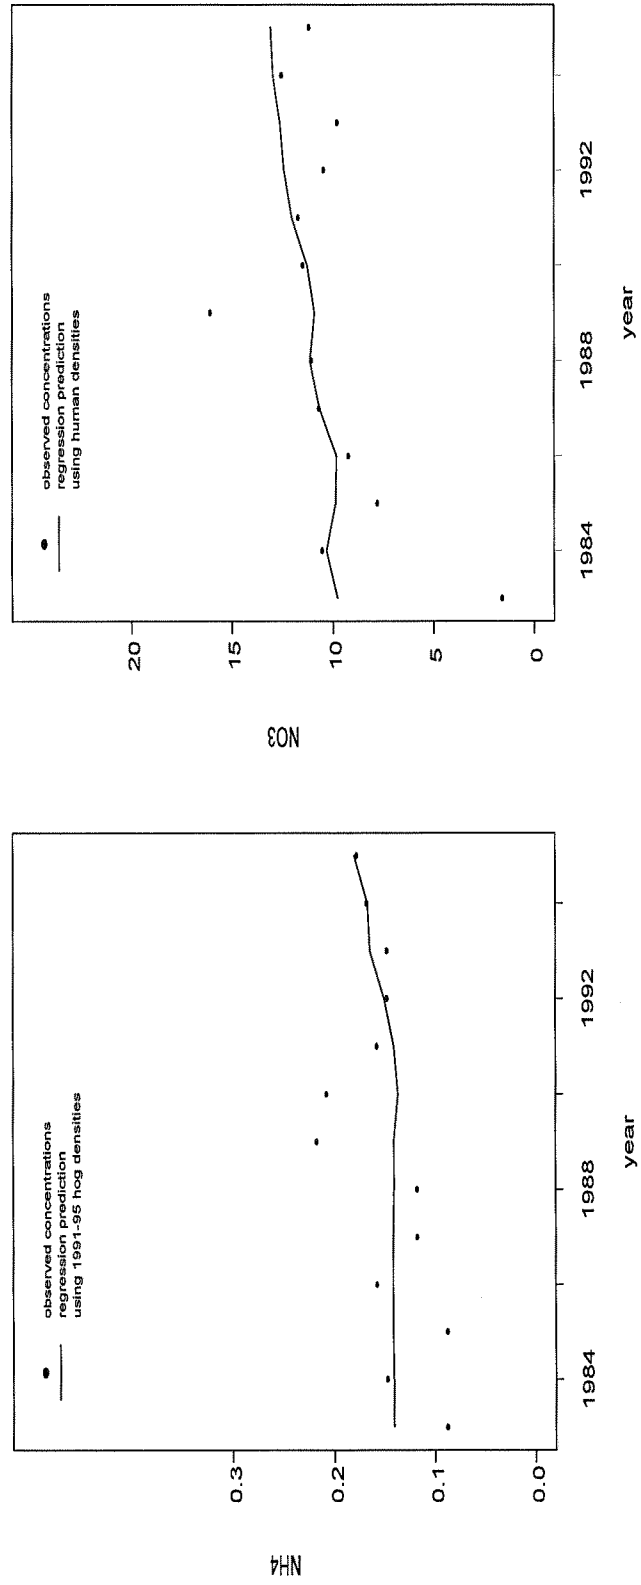 observed concentrations
regression prediction
using 1991-95 hog densities
NH4
0.3
0.2
0.1
0.0
1984
1988
1992
year
observed concentrations
regression prediction
using human densities
NO3
20
15
10
5
0
1984
1988
1992
year